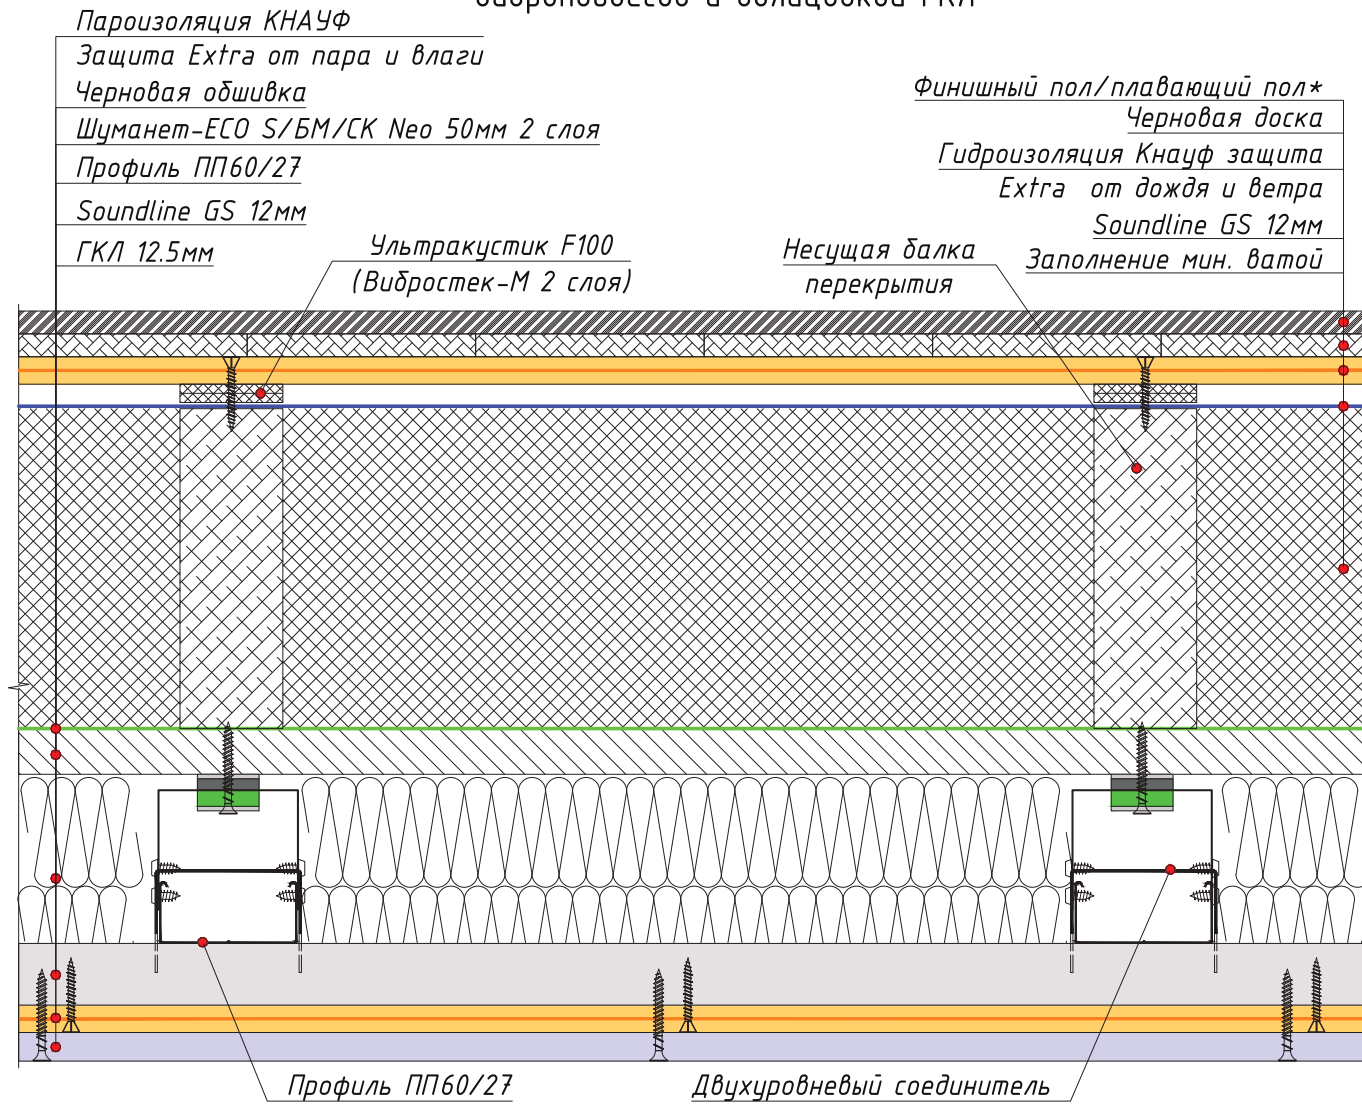 виброподвесов и облицовкой ГКЛ
Пароизоляция КНАУФ
Защита Extra от пара и влаги
Черновая обшивка
Шуманет-ECO S/БМ/СК Neo 50мм 2 слоя
Профиль ПП60/27
Soundline GS 12мм
ГКЛ 12.5мм
Ультракустик F100
(Вибростек-М 2 слоя)
Несущая балка
перекрытия
Финишный пол/плавающий пол*
Черновая доска
Гидроизоляция Кнауф защита
Extra от дождя и ветра
Soundline GS 12мм
Заполнение мин. ватой
Профиль ПП60/27
Двухуровневый соединитель